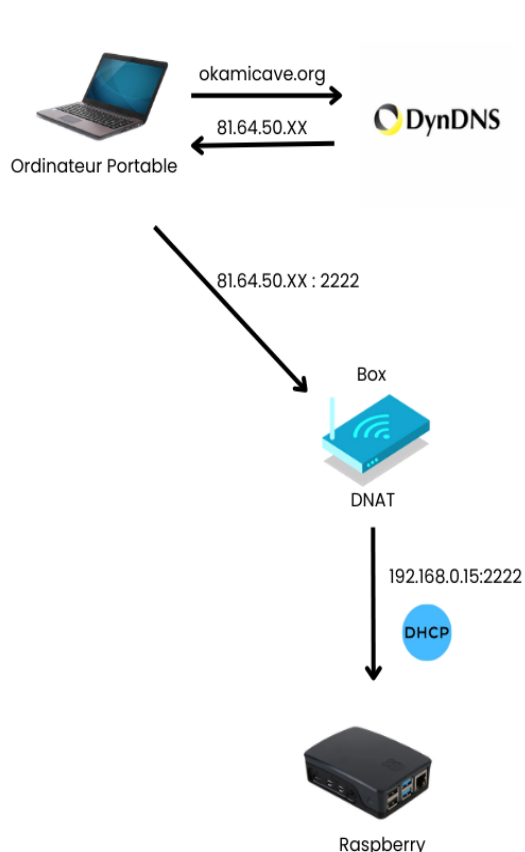 okamicave.org
81.64.50.XX
DynDNS
Ordinateur Portable
81.64.50.XX : 2222
Box
DNAT
192.168.0.15:2222
DHCP
Raspberry